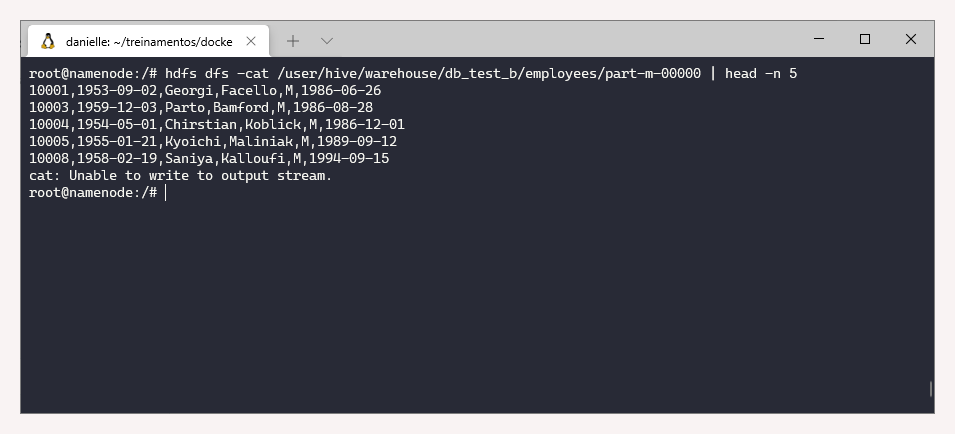 danielle: ~/treinamentos/docke
root@namenode:/# hdfs dfs -cat /user/hive/warehouse/db_test_b/employees/part-m-00000 | head -n 5
10001,1953-09-02,Georgi,Facello,M,1986-06-26
10003,1959-12-03,Parto,Bamford,M,1986-08-28
10004,1954-05-01,Chirstian,Koblick,M,1986-12-01
10005,1955-01-21,Kyoichi,Maliniak,M,1989-09-12
10008,1958-02-19,Saniya,Kalloufi,M,1994-09-15
cat: Unable to write to output stream.
root@namenode:/#